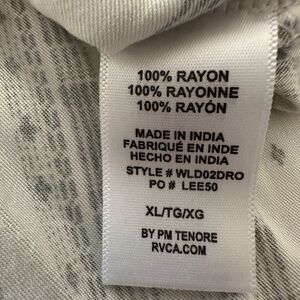 100% RAYON
100% RAYONNE
100% RAYÓN
MADE IN INDIA
FABRIQUÉ EN INDE
HECHO EN INDIA
STYLE # WLD02DRO
PO # LEE50
XL/TG/XG
BY PM TENORE
RVCA.COM